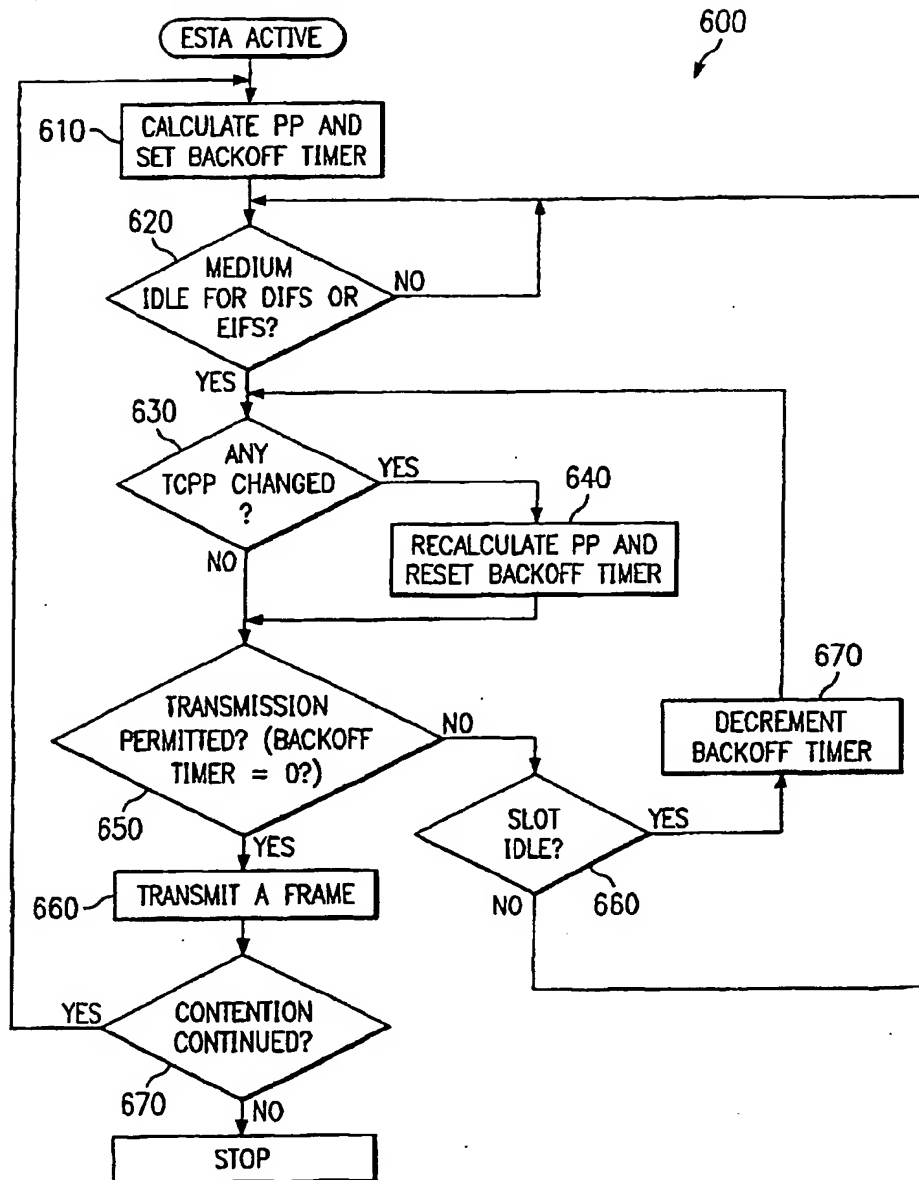 ESTA ACTIVE
600
610
CALCULATE PP AND
SET BACKOFF TIMER
620
MEDIUM
IDLE FOR DIFS OR
EIFS?
NO
YES
630
ANY
TCPP CHANGED
?
YES
NO
640
RECALCULATE PP AND
RESET BACKOFF TIMER
TRANSMISSION
PERMITTED? (BACKOFF
TIMER = 0?)
NO
650
YES
670
DECREMENT
BACKOFF TIMER
SLOT
IDLE?
YES
NO
660
660
TRANSMIT A FRAME
YES
CONTENTION
CONTINUED?
670
NO
STOP